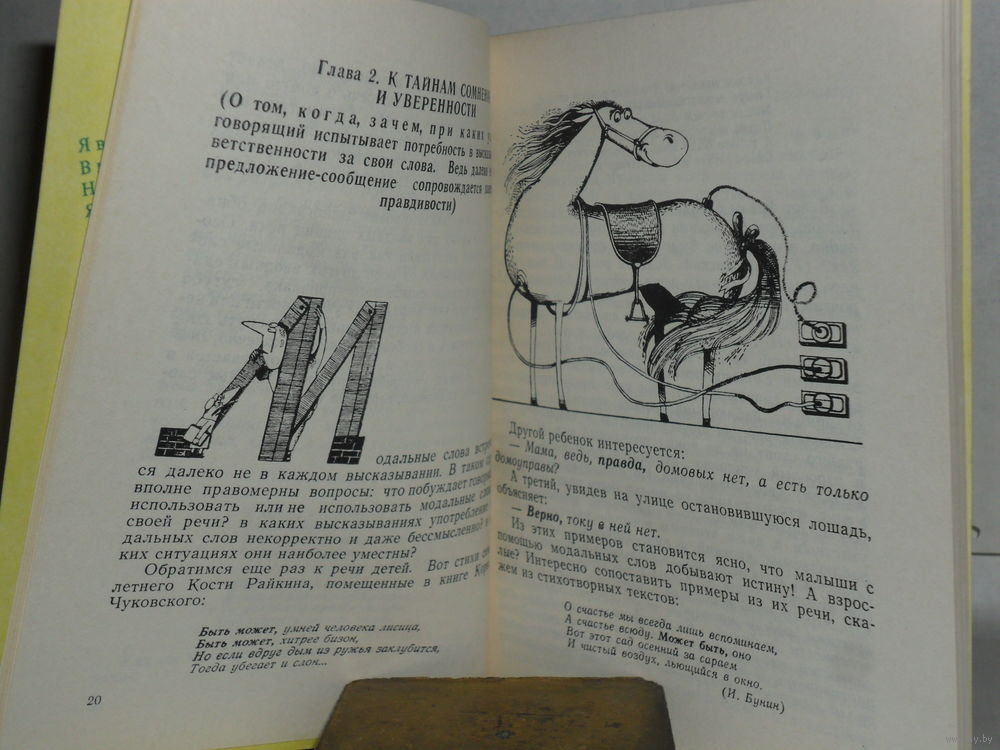 Яв
В
Н
Я
Глава 2. К ТАЙНАМ
И УВЕРЕННОСТИ
(О том, когда, зачем, при каких
говорящий испытывает потребность в
ветственности за свои слова. Ведь далеко
предложение-сообщение сопровождается
правдивости)
одальные слова
ся далеко не в каждом высказывании. В таком
вполне правомерны вопросы: что побуждает
использовать или не использовать модальные
своей речи? в каких высказываниях употребление
дальных слов некорректно и даже бессмысленно
ких ситуациях они наиболее уместны?
Обратимся еще раз к речи детей. Вот стихи
летнего Кости Райкина, помещенные в книге
Чуковского:
Быть может, умней человека лисица,
Быть может, хитрее бизон,
Но если вдруг дым из ружья заклубится,
Тогда убегает и слон...
20
Другой ребенок интересуется:
— Мама, ведь, правда, домовых нет, а есть только
домоуправы?
А третий, увидев на улице остановившуюся лошадь,
объясняет:
— Верно, току в ней нет.
Из этих примеров становится ясно, что малыши с
помощью модальных слов добывают истину! А взрос-
лые? Интересно сопоставить примеры из их речи, ска-
жем из стихотворных текстов:
О счастье мы всегда лишь вспоминаем,
А счастье всюду. Может быть, оно
Вот этот сад осенний за сараем
И чистый воздух, льющийся в окно.
(И. Бунин)